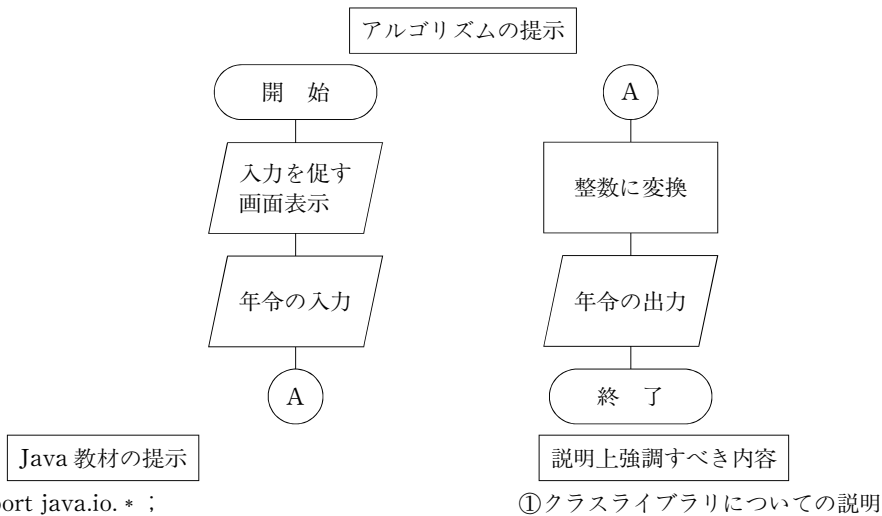 アルゴリズムの提示
開　始
入力を促す
画面表示
年令の入力
A
A
整数に変換
年令の出力
終　了
Java 教材の提示
port java.io. * ;
説明上強調すべき内容
①クラスライブラリについての説明